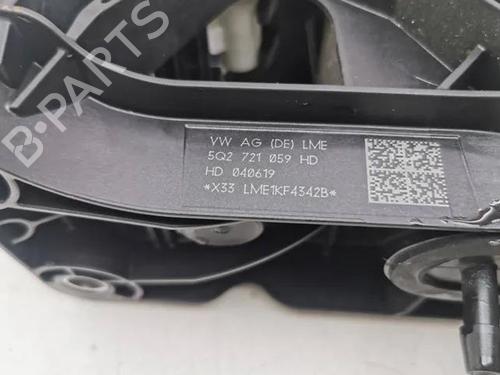 B-PARTS
VW AG (DE) LME
5Q2 721 059 HD
HD 040619
*X33 LME1KF4342B*